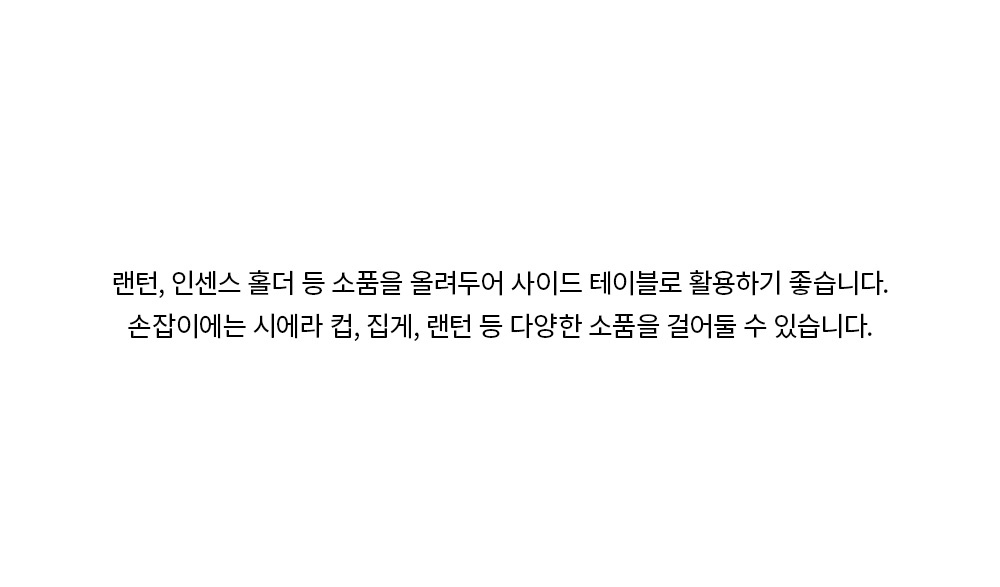 랜턴, 인센스 홀더 등 소품을 올려두어 사이드 테이블로 활용하기 좋습니다.
손잡이에는 시에라 컵, 집게, 랜턴 등 다양한 소품을 걸어둘 수 있습니다.